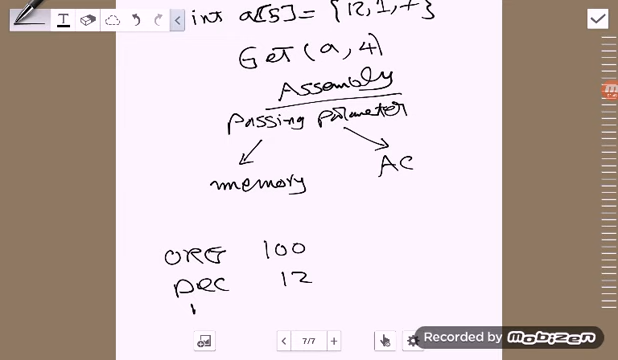 int a[5] = {12, 1, 7}
Get (a, 4)
Assembly
Passing Parameter
memory
AC
ORG 100
DEC 12
7/7
Recorded by
MOBIZEN